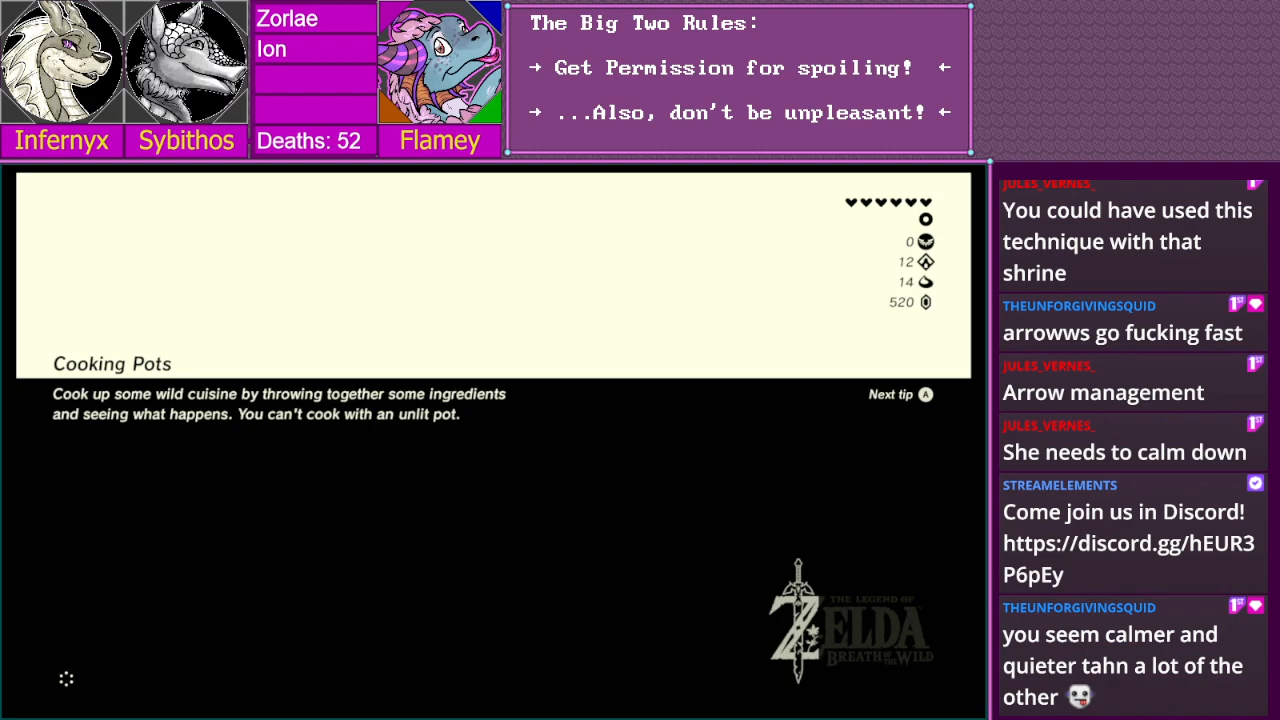 Infernyx
Sybithos
Zorlae
Ion
Deaths: 52
Flamey
The Big Two Rules:
→ Get Permission for spoiling! ←
→ ...Also, don't be unpleasant! ←
0
12
14
520
Cooking Pots
Cook up some wild cuisine by throwing together some ingredients
and seeing what happens. You can't cook with an unlit pot.
Next tip A
THE LEGEND OF
ZELDA
BREATH OF THE WILD
JULES_VERNES_
You could have used this
technique with that
shrine
THEUNFORGIVINGSQUID
arrowws go fucking fast
JULES_VERNES_
Arrow management
JULES_VERNES_
She needs to calm down
STREAMELEMENTS
Come join us in Discord!
https://discord.gg/hEUR3
P6pEy
THEUNFORGIVINGSQUID
you seem calmer and
quieter tahn a lot of the
other